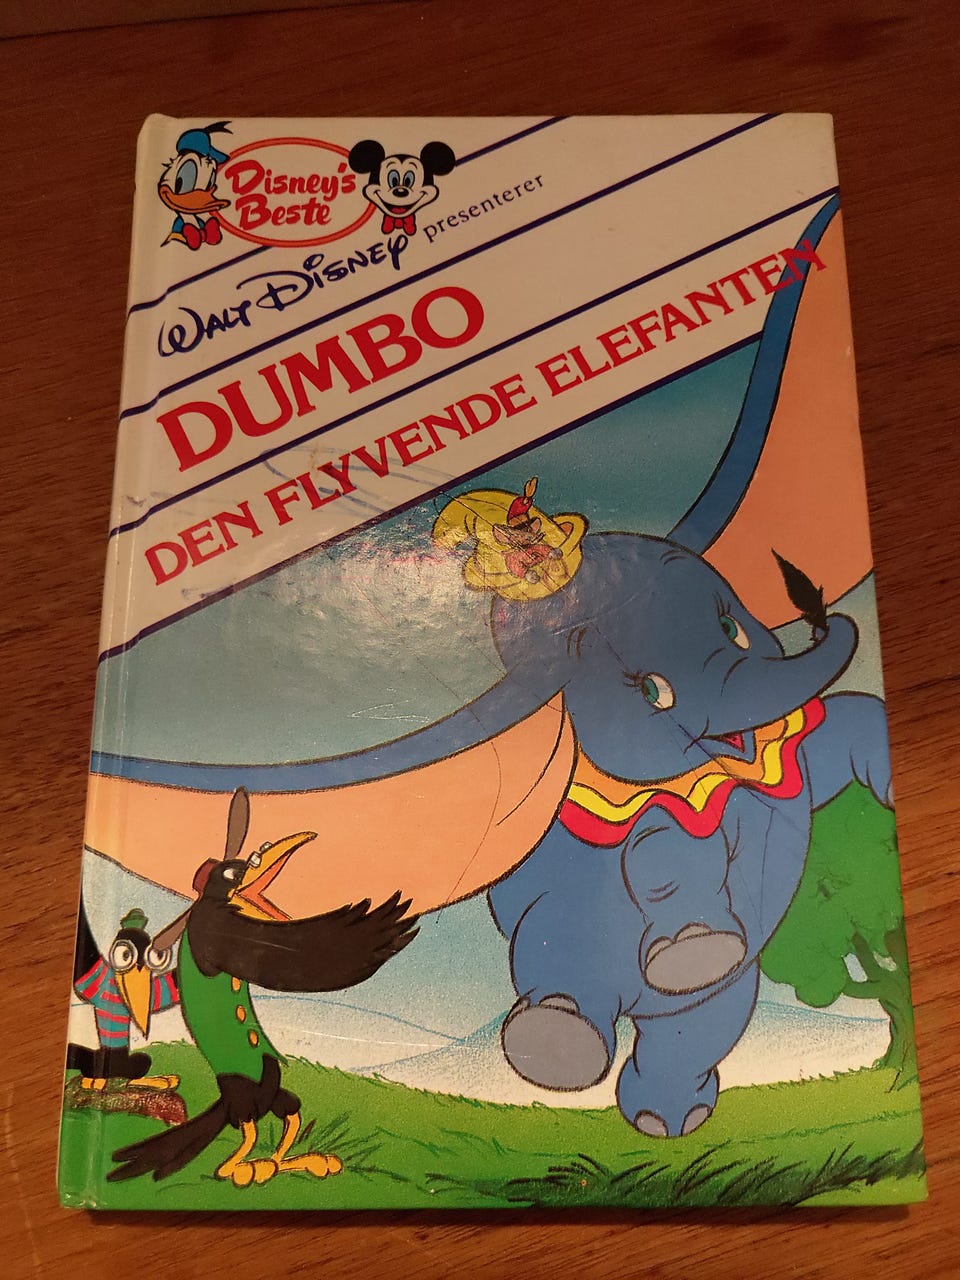 Disney's
Beste
WALT DISNEY presenterer
DUMBO
DEN FLYVENDE ELEFANTEN